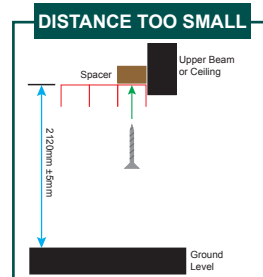 DISTANCE TOO SMALL
Upper Beam
or Ceiling
Spacer
2120mm ±5mm
Ground
Level